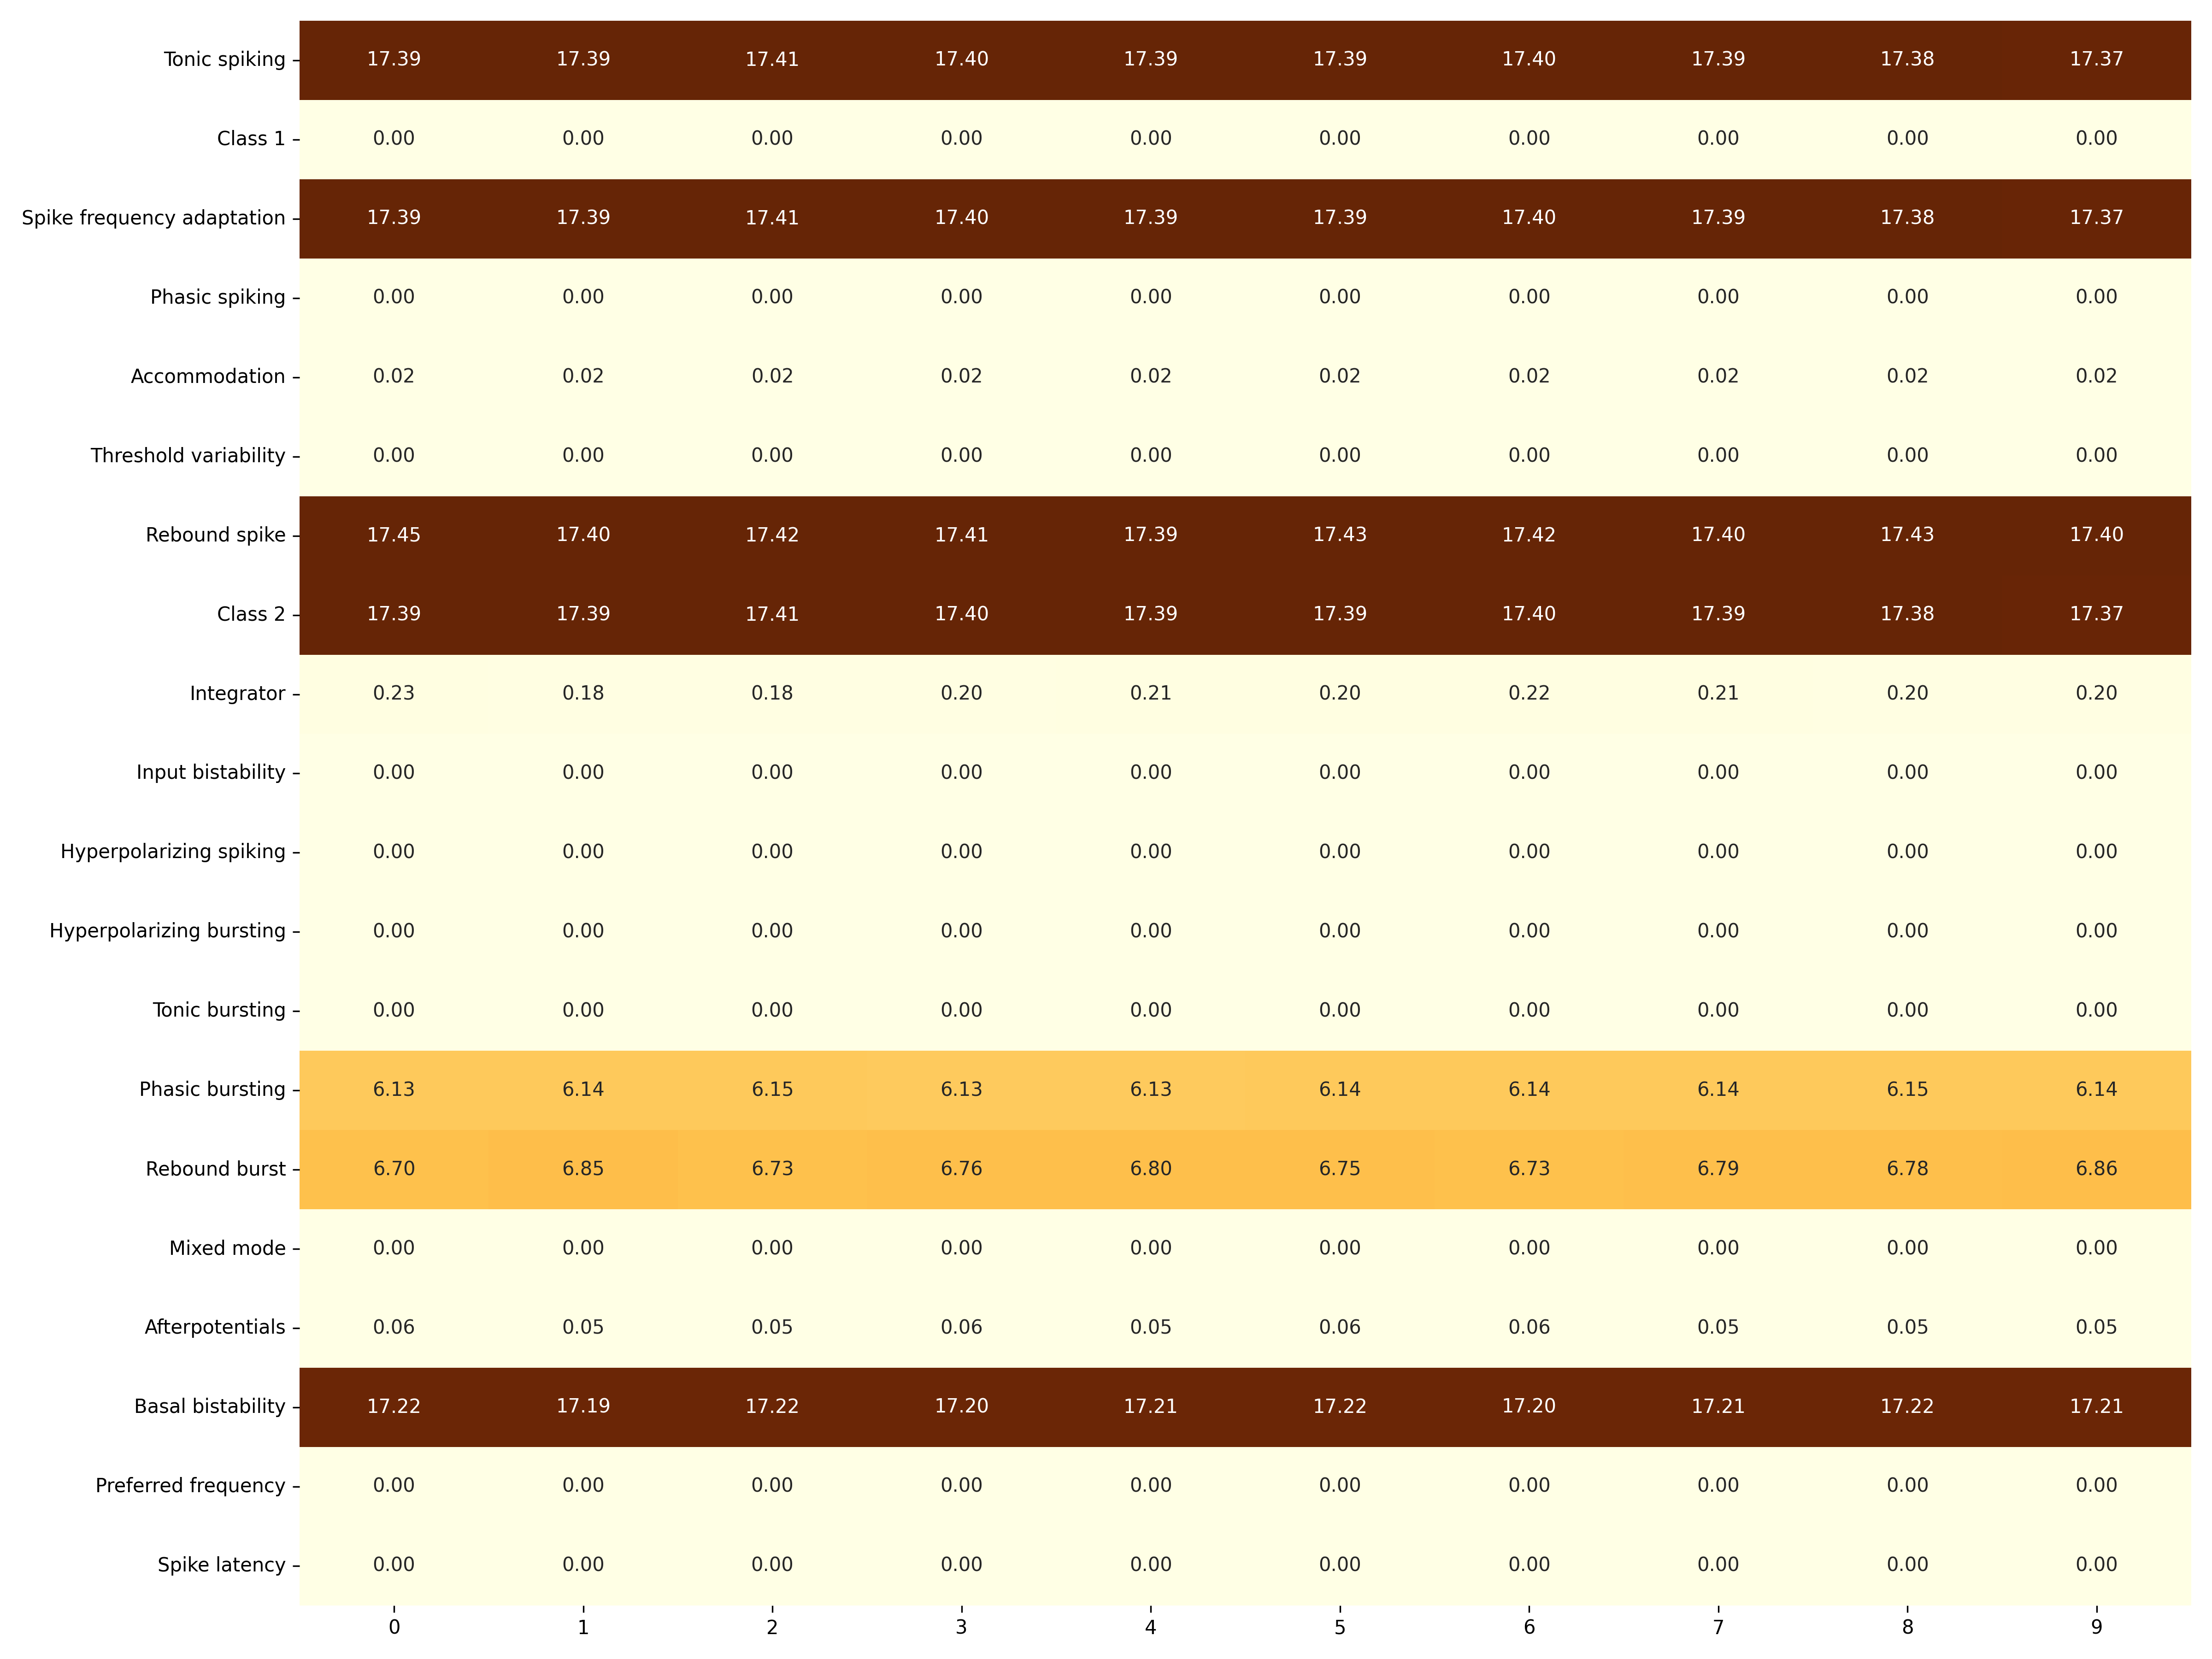 Tonic spiking 17.39 17.39 17.41 17.40 17.39 17.39 17.40 17.39 17.38 17.37
Class 1 0.00 0.00 0.00 0.00 0.00 0.00 0.00 0.00 0.00 0.00
Spike frequency adaptation 17.39 17.39 17.41 17.40 17.39 17.39 17.40 17.39 17.38 17.37
Phasic spiking 0.00 0.00 0.00 0.00 0.00 0.00 0.00 0.00 0.00 0.00
Accommodation 0.02 0.02 0.02 0.02 0.02 0.02 0.02 0.02 0.02 0.02
Threshold variability 0.00 0.00 0.00 0.00 0.00 0.00 0.00 0.00 0.00 0.00
Rebound spike 17.45 17.40 17.42 17.41 17.39 17.43 17.42 17.40 17.43 17.40
Class 2 17.39 17.39 17.41 17.40 17.39 17.39 17.40 17.39 17.38 17.37
Integrator 0.23 0.18 0.18 0.20 0.21 0.20 0.22 0.21 0.20 0.20
Input bistability 0.00 0.00 0.00 0.00 0.00 0.00 0.00 0.00 0.00 0.00
Hyperpolarizing spiking 0.00 0.00 0.00 0.00 0.00 0.00 0.00 0.00 0.00 0.00
Hyperpolarizing bursting 0.00 0.00 0.00 0.00 0.00 0.00 0.00 0.00 0.00 0.00
Tonic bursting 0.00 0.00 0.00 0.00 0.00 0.00 0.00 0.00 0.00 0.00
Phasic bursting 6.13 6.14 6.15 6.13 6.13 6.14 6.14 6.14 6.15 6.14
Rebound burst 6.70 6.85 6.73 6.76 6.80 6.75 6.73 6.79 6.78 6.86
Mixed mode 0.00 0.00 0.00 0.00 0.00 0.00 0.00 0.00 0.00 0.00
Afterpotentials 0.06 0.05 0.05 0.06 0.05 0.06 0.06 0.05 0.05 0.05
Basal bistability 17.22 17.19 17.22 17.20 17.21 17.22 17.20 17.21 17.22 17.21
Preferred frequency 0.00 0.00 0.00 0.00 0.00 0.00 0.00 0.00 0.00 0.00
Spike latency 0.00 0.00 0.00 0.00 0.00 0.00 0.00 0.00 0.00 0.00
0 1 2 3 4 5 6 7 8 9